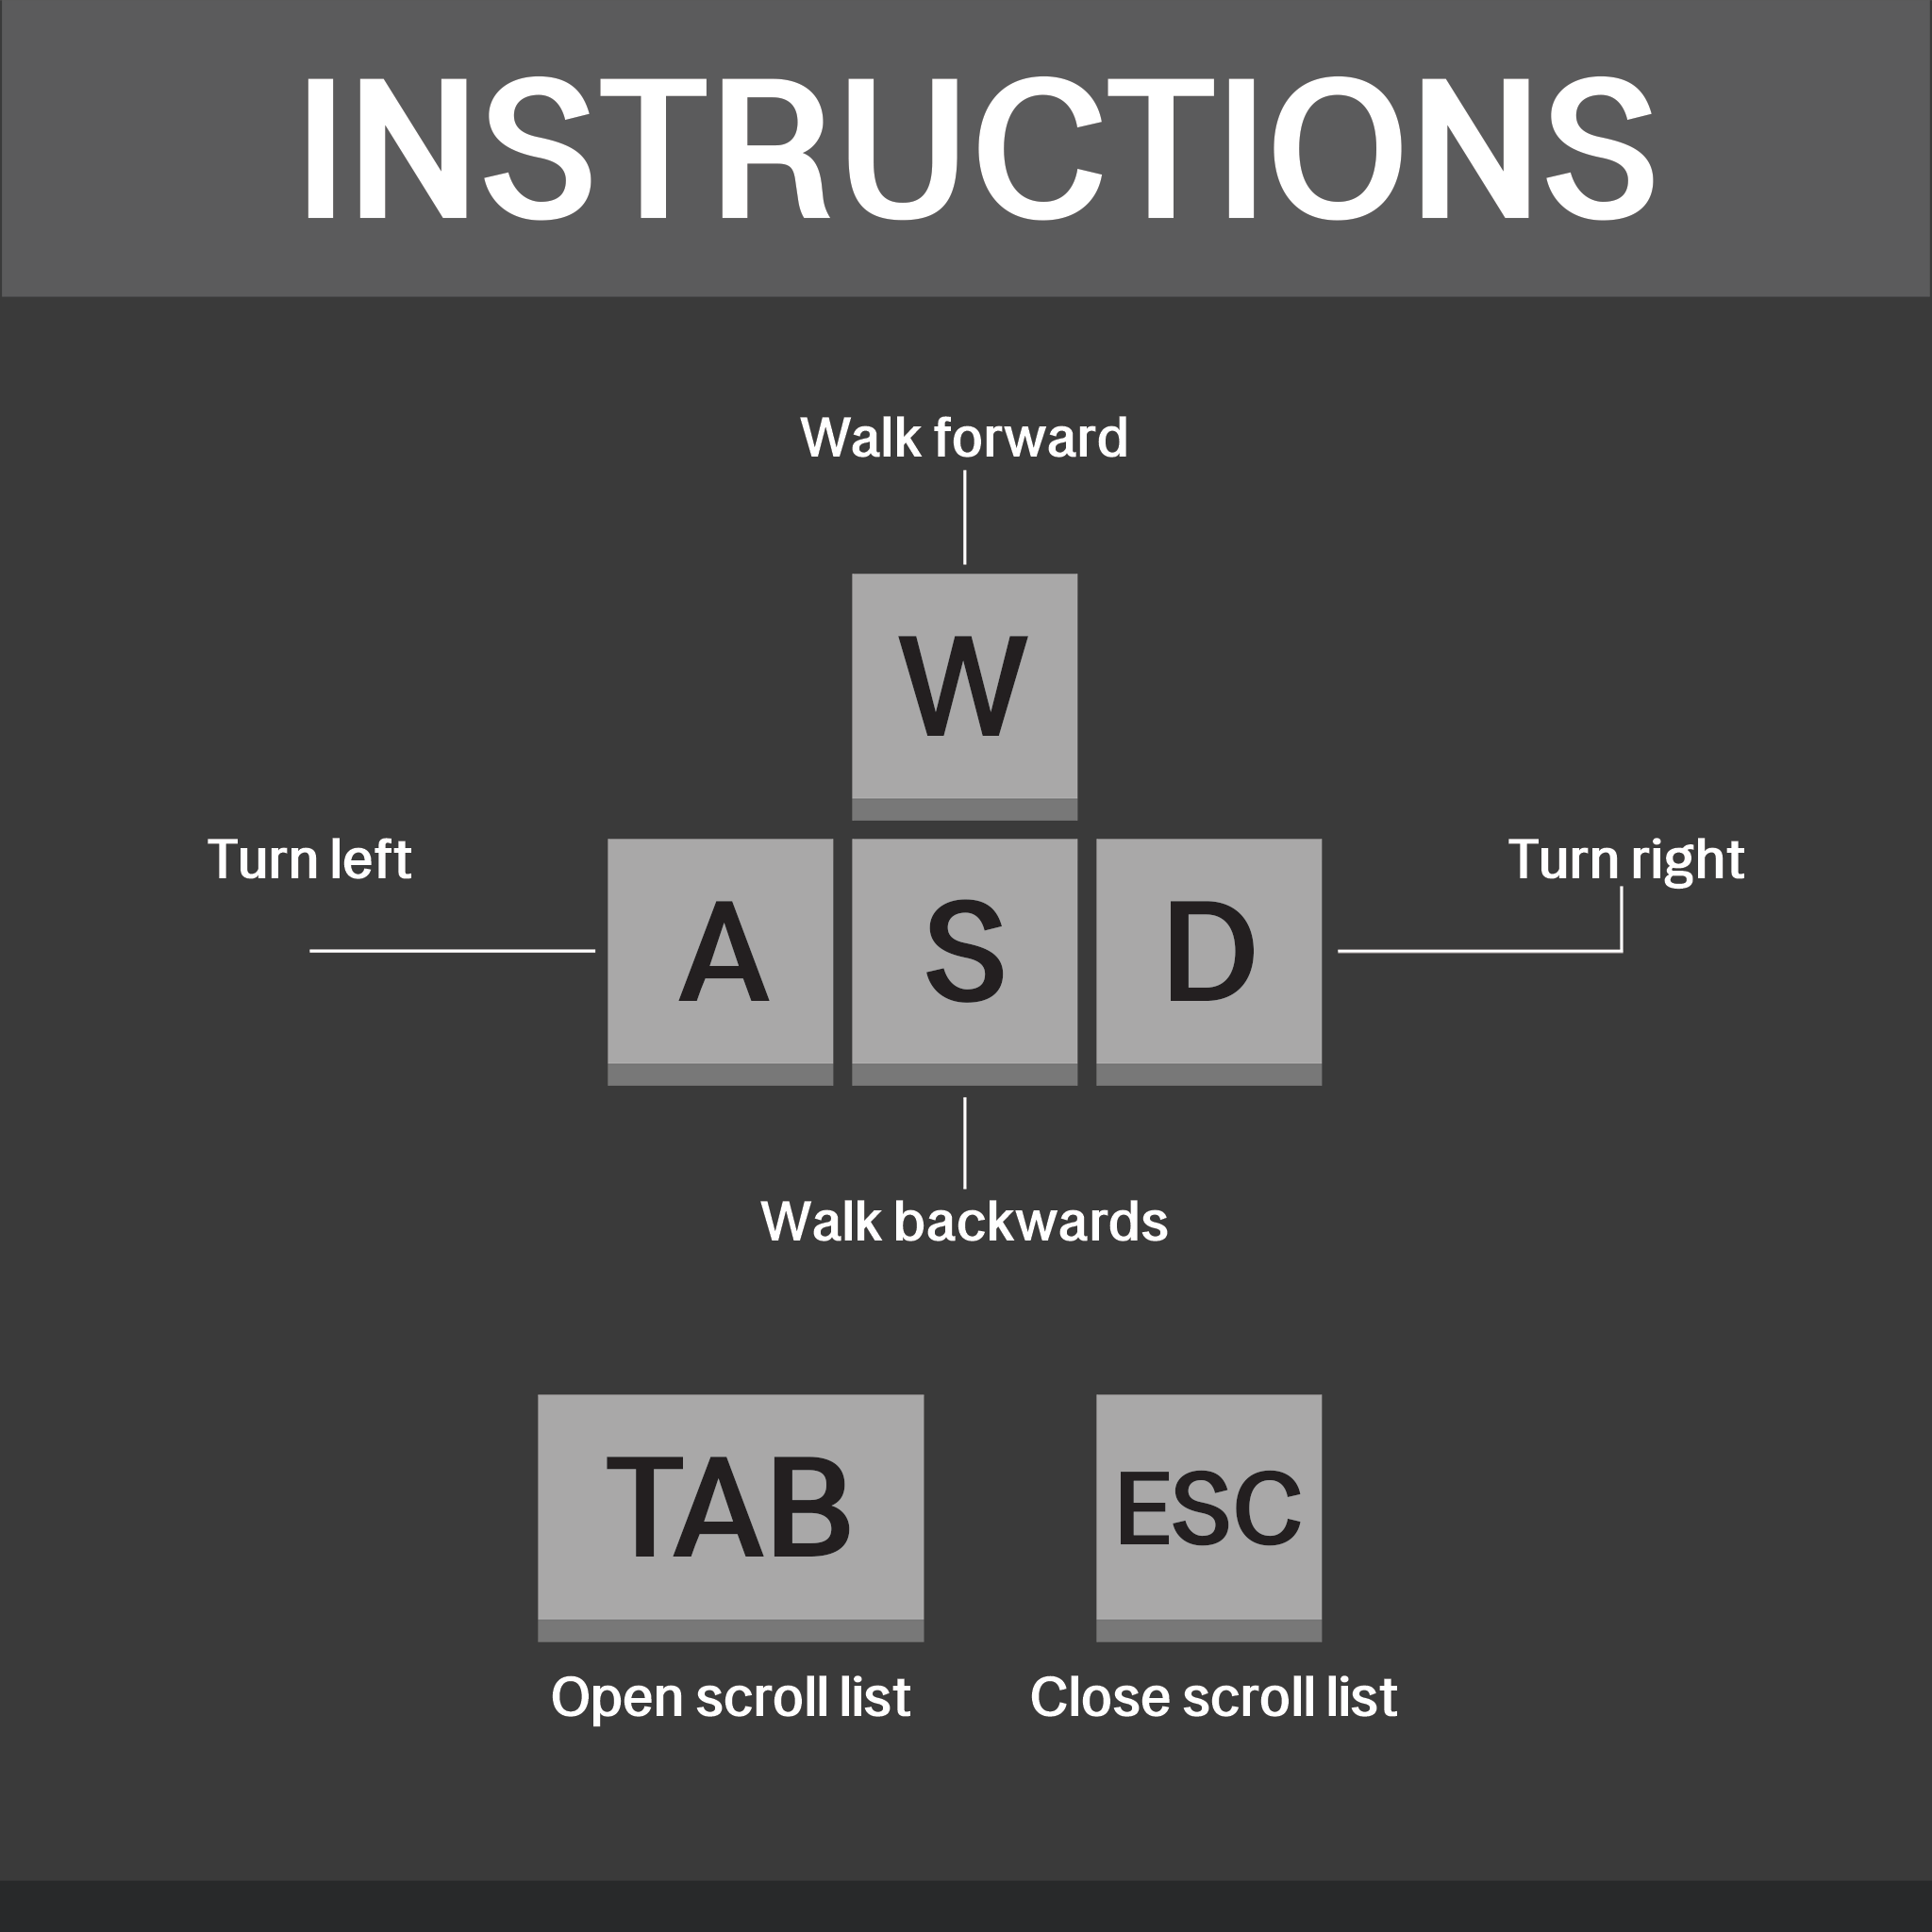 INSTRUCTIONS
Walk forward
W
Turn left
Turn right
A S D
Walk backwards
TAB ESC
Open scroll list
Close scroll list